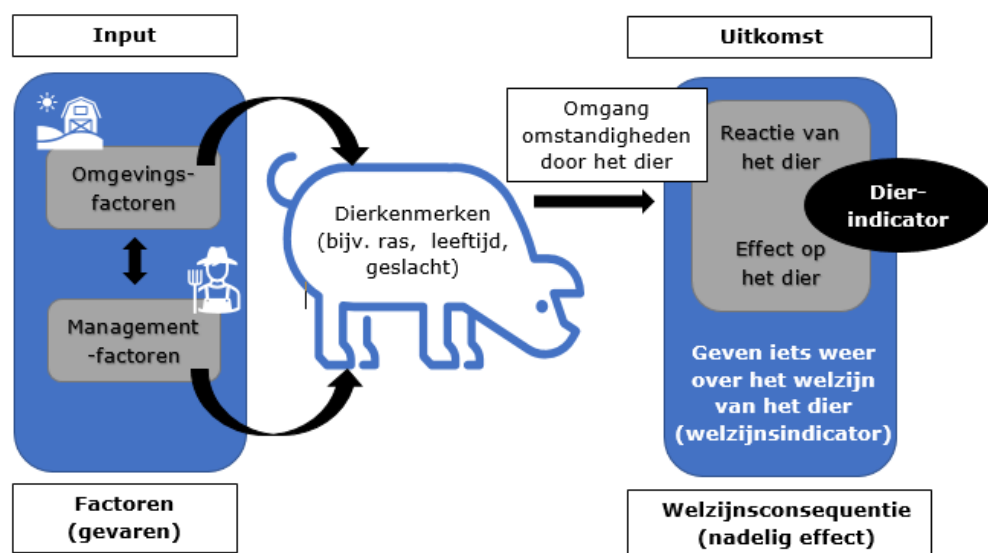 Input
Omgevings-
factoren
Management
-factoren
Factoren
(gevaren)
Dierkenmerken
(bijv. ras, leeftijd,
geslacht)
Omgang
omstandigheden
door het dier
Uitkomst
Reactie van
het dier
Dier-
indicator
Effect op
het dier
Geven iets weer
over het welzijn
van het dier
(welzijnsindicator)
Welzijnsconsequentie
(nadelig effect)